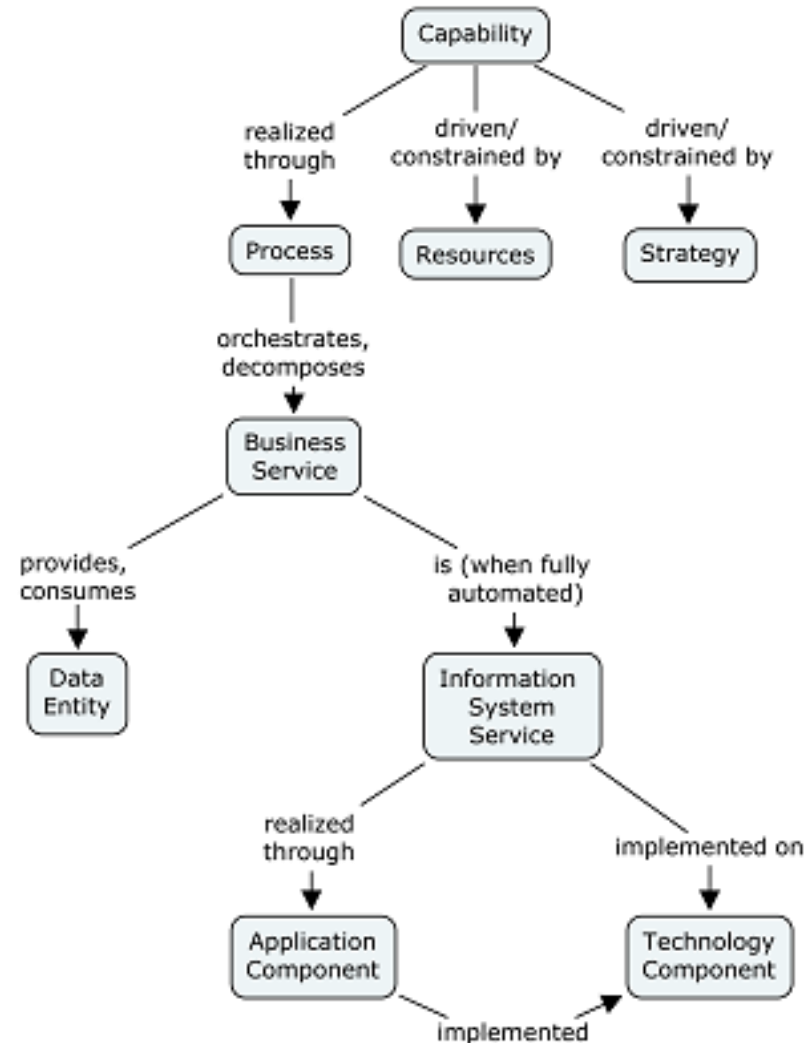 Capability
realized
through
driven/
constrained by
driven/
constrained by
Process
Resources
Strategy
orchestrates,
decomposes
Business
Service
provides,
consumes
is (when fully
automated)
Data
Entity
Information
System
Service
realized
through
implemented on
Application
Component
Technology
Component
implemented